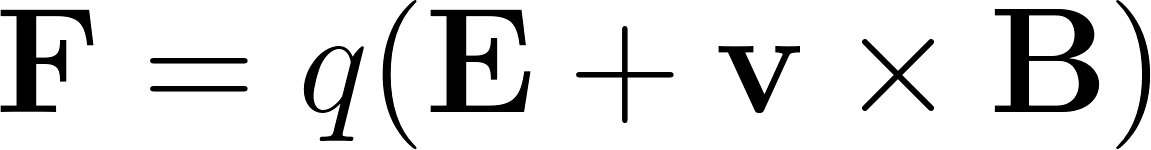 F = q(E + v × B)